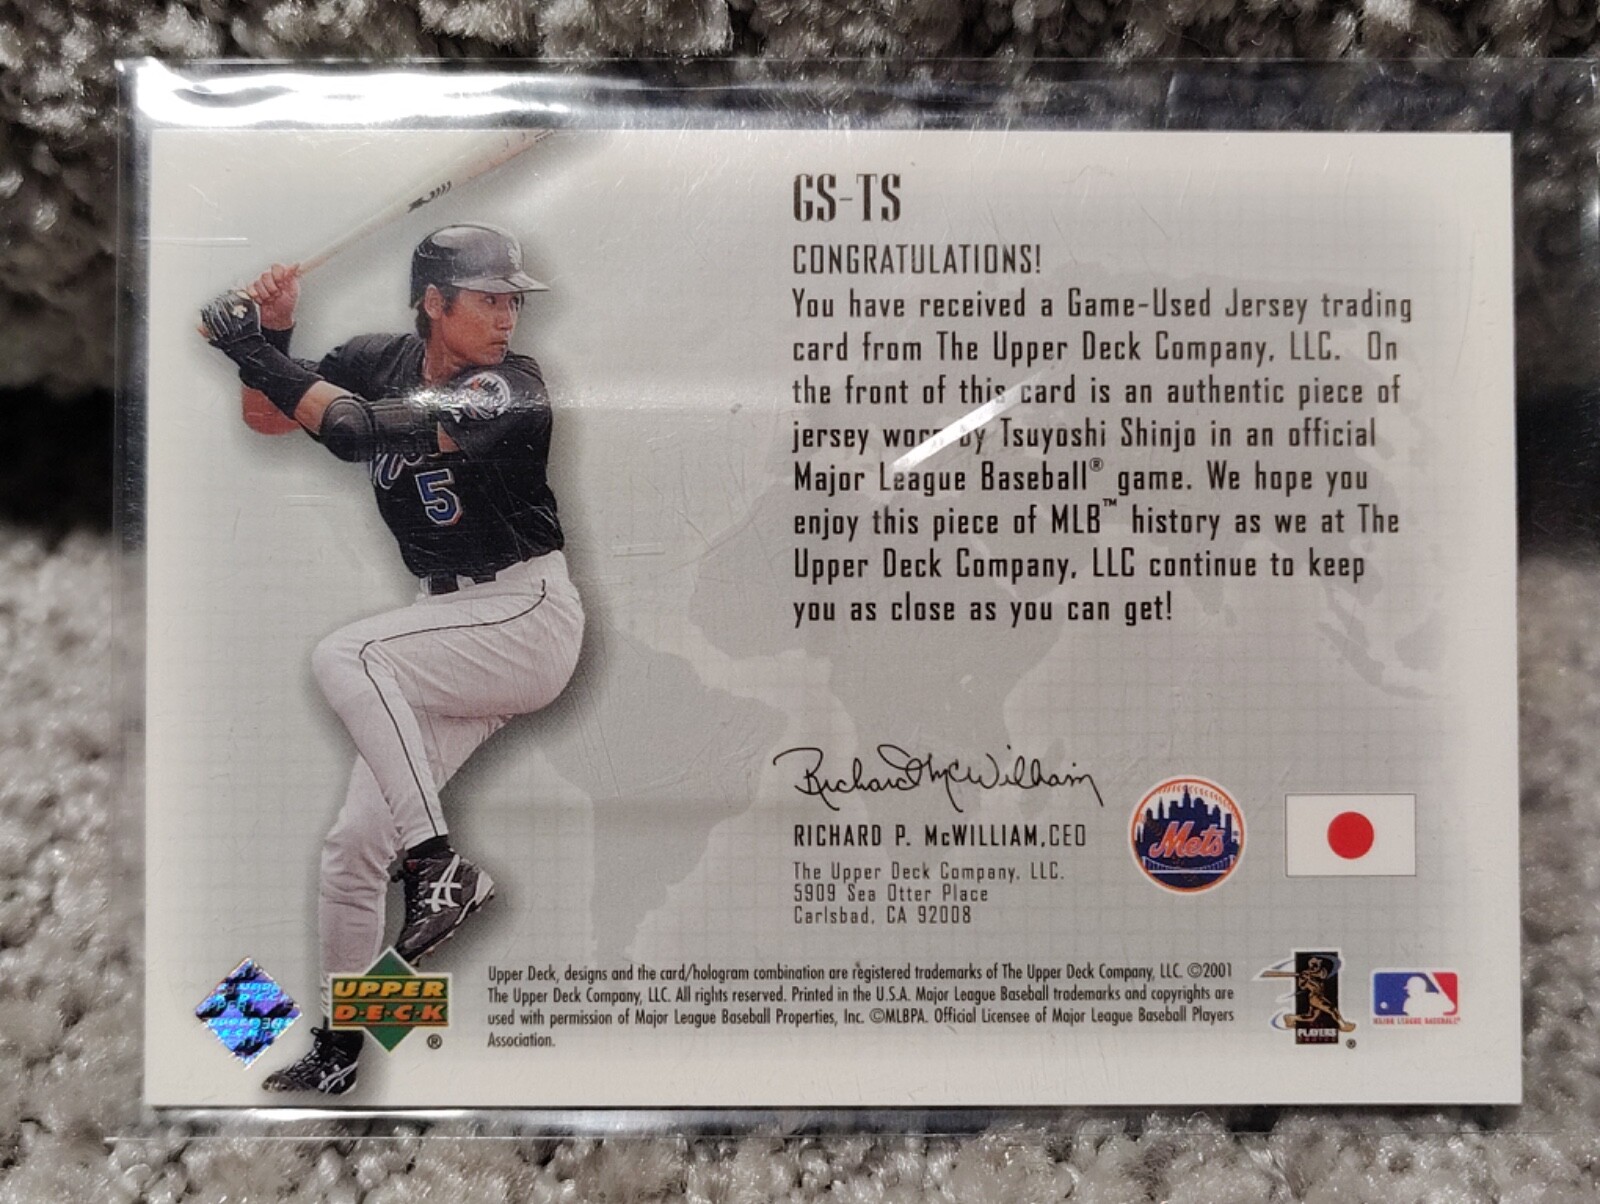 GS-TS
CONGRATULATIONS!
You have received a Game-Used Jersey trading
card from The Upper Deck Company, LLC. On
the front of this card is an authentic piece of
jersey worn by Tsuyoshi Shinjo in an official
Major League Baseball® game. We hope you
enjoy this piece of MLB™ history as we at The
Upper Deck Company, LLC continue to keep
you as close as you can get!
5
Richard McWilliam
RICHARD P. McWILLIAM,CEO
The Upper Deck Company, LLC.
5909 Sea Otter Place
Carlsbad, CA 92008
Mets
UPPER
D·E·C·K
®
Upper Deck, designs and the card/hologram combination are registered trademarks of The Upper Deck Company, LLC. ©2001
The Upper Deck Company, LLC. All rights reserved. Printed in the U.S.A. Major League Baseball trademarks and copyrights are
used with permission of Major League Baseball Properties, Inc. ©MLBPA. Official Licensee of Major League Baseball Players
Association.
PLAYERS
CHOICE
®
MAJOR LEAGUE BASEBALL